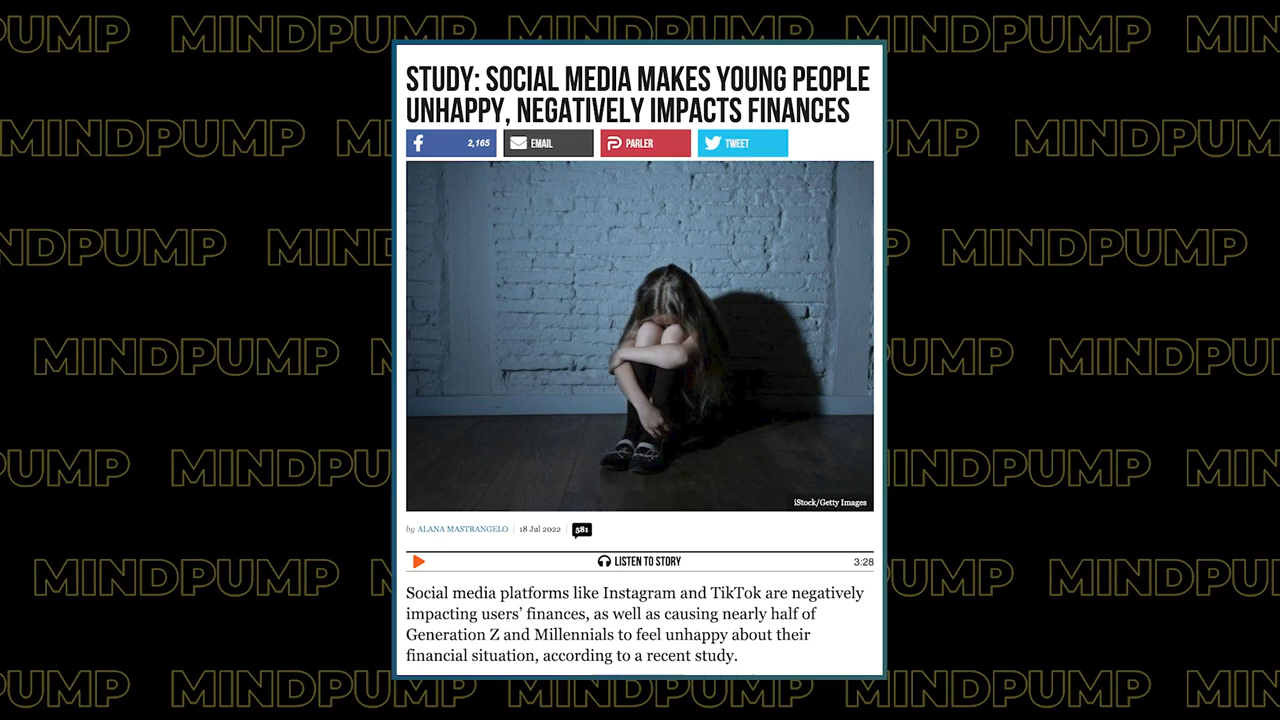 MINDPUMP MINDPUMP MINDPUMP
STUDY: SOCIAL MEDIA MAKES YOUNG PEOPLE
UNHAPPY, NEGATIVELY IMPACTS FINANCES
2,165 EMAIL PARLER TWEET
iStock/Getty Images
by ALANA MASTRANGELO | 18 Jul 2022 | 581
LISTEN TO STORY 3:28
Social media platforms like Instagram and TikTok are negatively
impacting users' finances, as well as causing nearly half of
Generation Z and Millennials to feel unhappy about their
financial situation, according to a recent study.